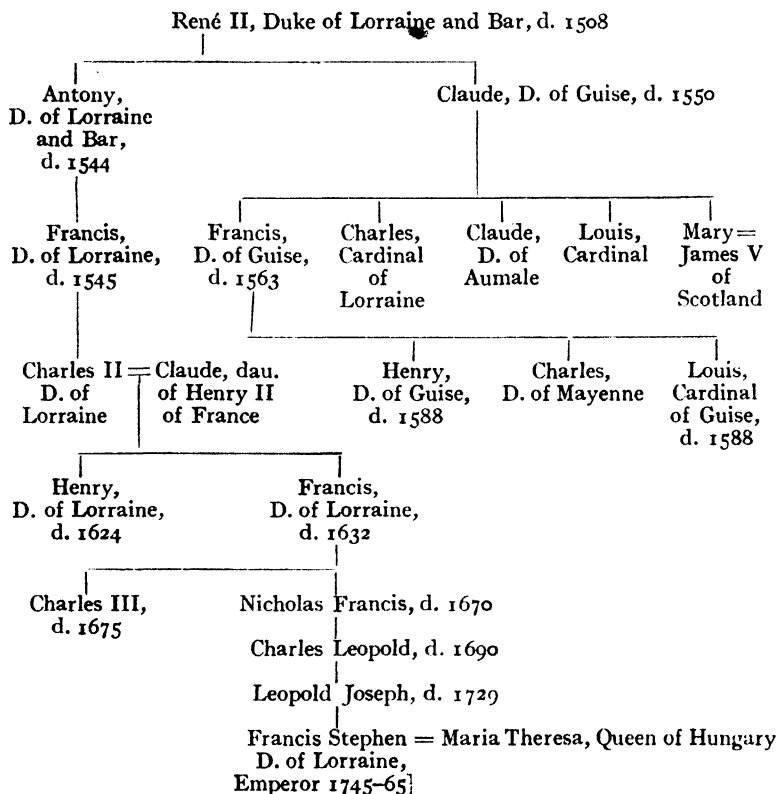 René II, Duke of Lorraine and Bar, d. 1508
Antony,
D. of Lorraine
and Bar,
d. 1544
Claude, D. of Guise, d. 1550
Francis,
D. of Lorraine,
d. 1545
Francis,
D. of Guise,
d. 1563
Charles,
Cardinal
of
Lorraine
Claude,
D. of
Aumale
Louis,
Cardinal
Mary=
James V
of
Scotland
Charles II = Claude, dau.
D. of
Lorraine
of Henry II
of France
Henry,
D. of Guise,
d. 1588
Charles,
D. of Mayenne
Louis,
Cardinal
of Guise,
d. 1588
Henry,
D. of Lorraine,
d. 1624
Francis,
D. of Lorraine,
d. 1632
Charles III,
d. 1675
Nicholas Francis, d. 1670
Charles Leopold, d. 1690
Leopold Joseph, d. 1729
Francis Stephen = Maria Theresa, Queen of Hungary
D. of Lorraine,
Emperor 1745-65]